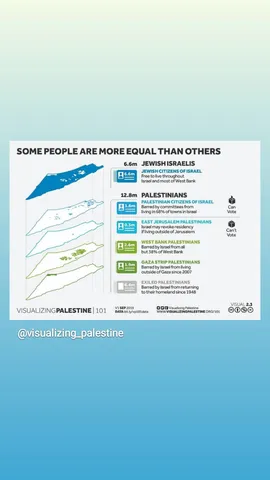 SOME PEOPLE ARE MORE EQUAL THAN OTHERS
6.6m JEWISH ISRAELIS
JEWISH CITIZENS OF ISRAEL
6.6m
Free to live throughout
Israel and most of West Bank
12.8m PALESTINIANS
PALESTINIAN CITIZENS OF ISRAEL
Barred by committees from
living in 68% of towns in Israel
Can
Vote
EAST JERUSALEM PALESTINIANS
Israel may revoke residency
if living outside of Jerusalem
Can't
Vote
WEST BANK PALESTINIANS
Barred by Israel from all
but 38% of West Bank
GAZA STRIP PALESTINIANS
Barred by Israel from living
outside of Gaza since 2007
EXILED PALESTINIANS
Barred by Israel from returning
to their homeland since 1948
VISUALIZINGPALESTINE | 101
VISUAL 2.2
@visualizing_palestine